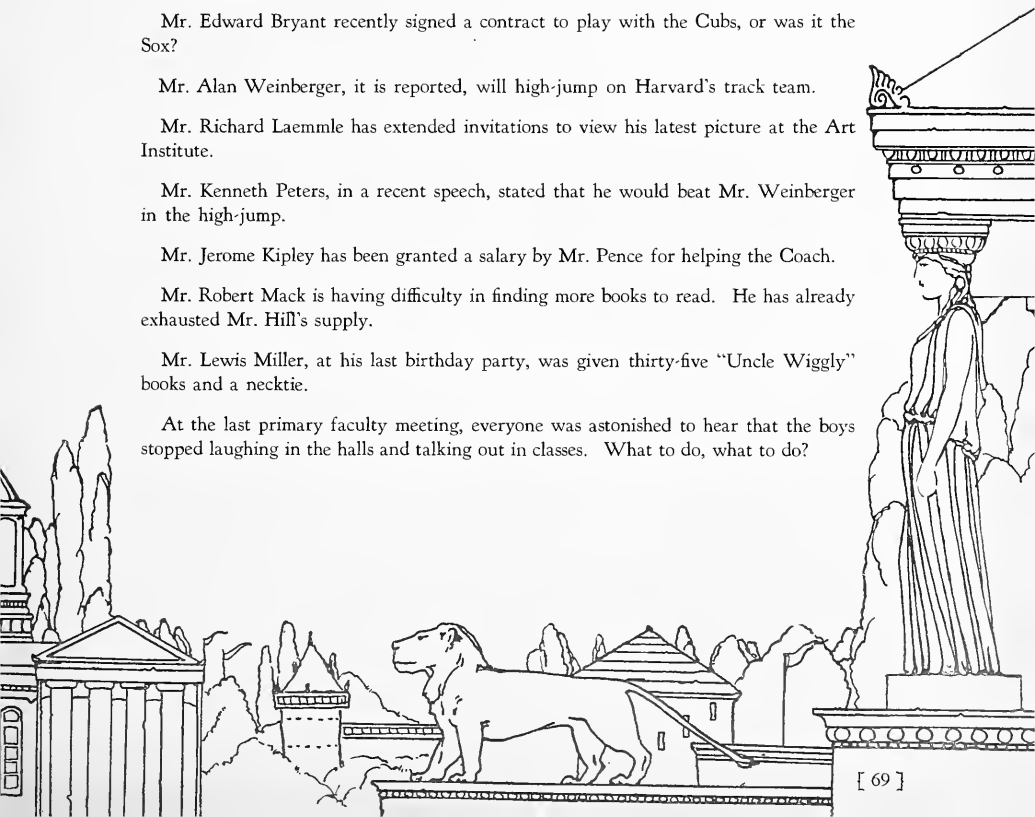 Mr. Edward Bryant recently signed a contract to play with the Cubs, or was it the
Sox?
Mr. Alan Weinberger, it is reported, will high-jump on Harvard's track team.
Mr. Richard Laemmle has extended invitations to view his latest picture at the Art
Institute.
Mr. Kenneth Peters, in a recent speech, stated that he would beat Mr. Weinberger
in the high-jump.
Mr. Jerome Kipley has been granted a salary by Mr. Pence for helping the Coach.
Mr. Robert Mack is having difficulty in finding more books to read. He has already
exhausted Mr. Hill's supply.
Mr. Lewis Miller, at his last birthday party, was given thirty-five "Uncle Wiggly"
books and a necktie.
At the last primary faculty meeting, everyone was astonished to hear that the boys
stopped laughing in the halls and talking out in classes. What to do, what to do?
[ 69 ]